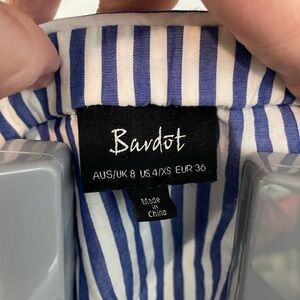 Bardot
AUS/UK 8 US 4/XS EUR 36
Made
in
China